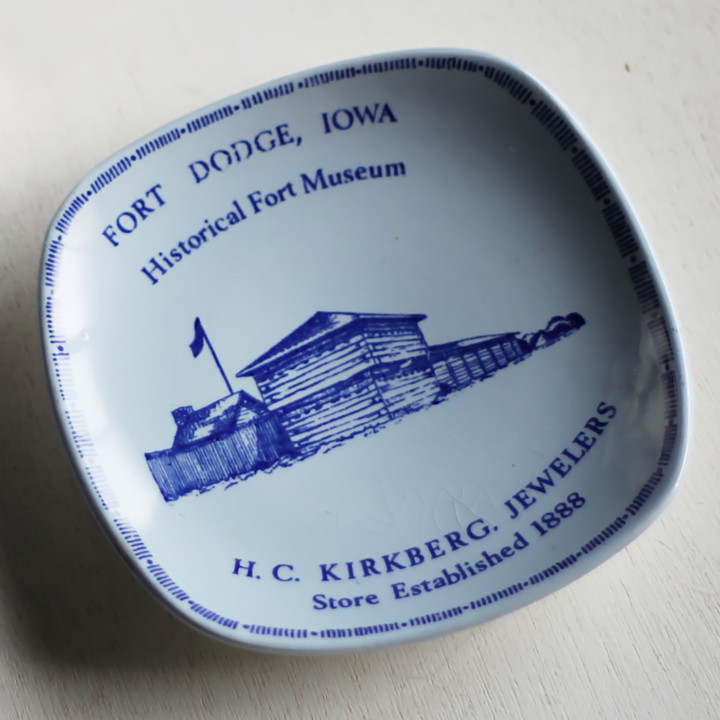 FORT DODGE, IOWA
Historical Fort Museum
H. C. KIRKBERG, JEWELERS
Store Established 1888